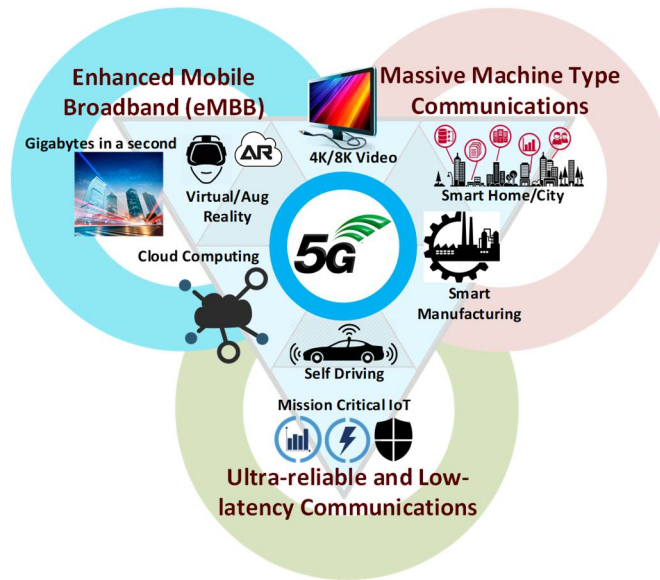 Enhanced Mobile
Broadband (eMBB)
Massive Machine Type
Communications
Gigabytes in a second
AR
Virtual/Aug
Reality
4K/8K Video
Smart Home/City
Cloud Computing
5G
Smart
Manufacturing
Self Driving
Mission Critical IoT
Ultra-reliable and Low-
latency Communications